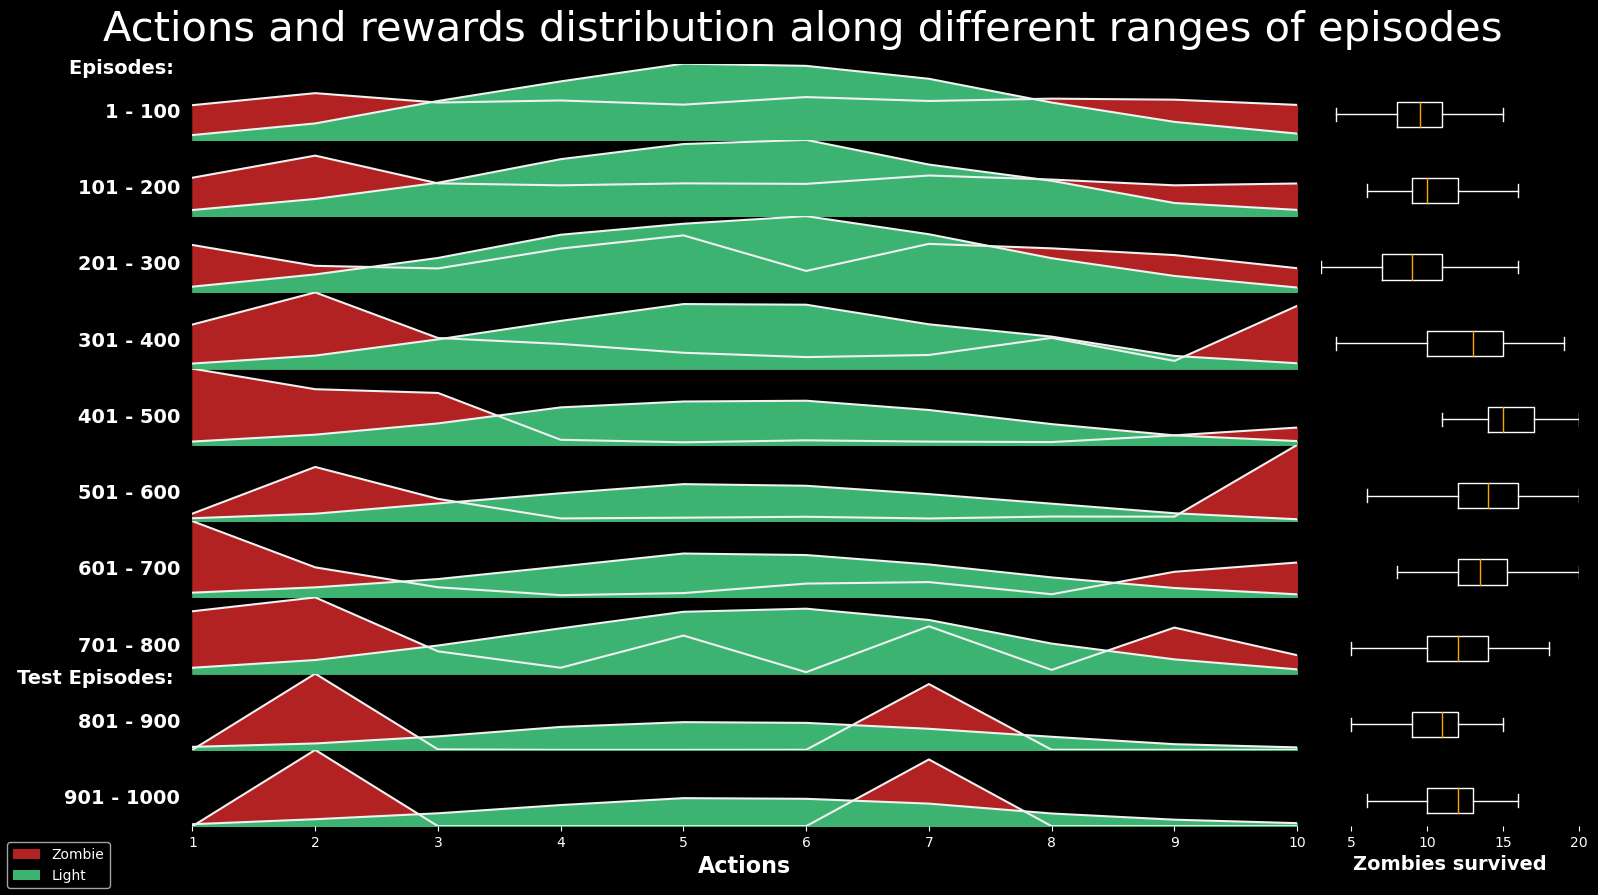 Actions and rewards distribution along different ranges of episodes
Episodes:
1 - 100
101 - 200
201 - 300
301 - 400
401 - 500
501 - 600
601 - 700
701 - 800
Test Episodes:
801 - 900
901 - 1000
1 2 3 4 5 6 7 8 9 10
5 10 15 20
Actions
Zombies survived
Zombie
Light